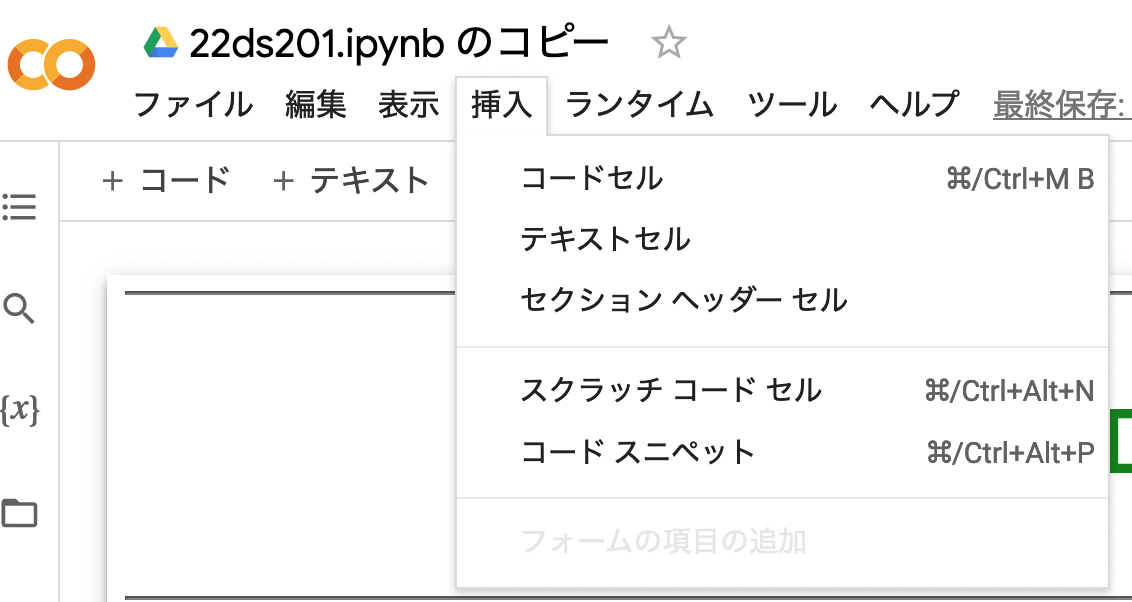 22ds201.ipynb のコピー
ファイル 編集 表示 挿入 ランタイム ツール ヘルプ 最終保存:
+ コード + テキスト
コードセル ⌘/Ctrl+M B
テキストセル
セクション ヘッダー セル
{x}
スクラッチ コード セル ⌘/Ctrl+Alt+N
コード スニペット ⌘/Ctrl+Alt+P
フォームの項目の追加